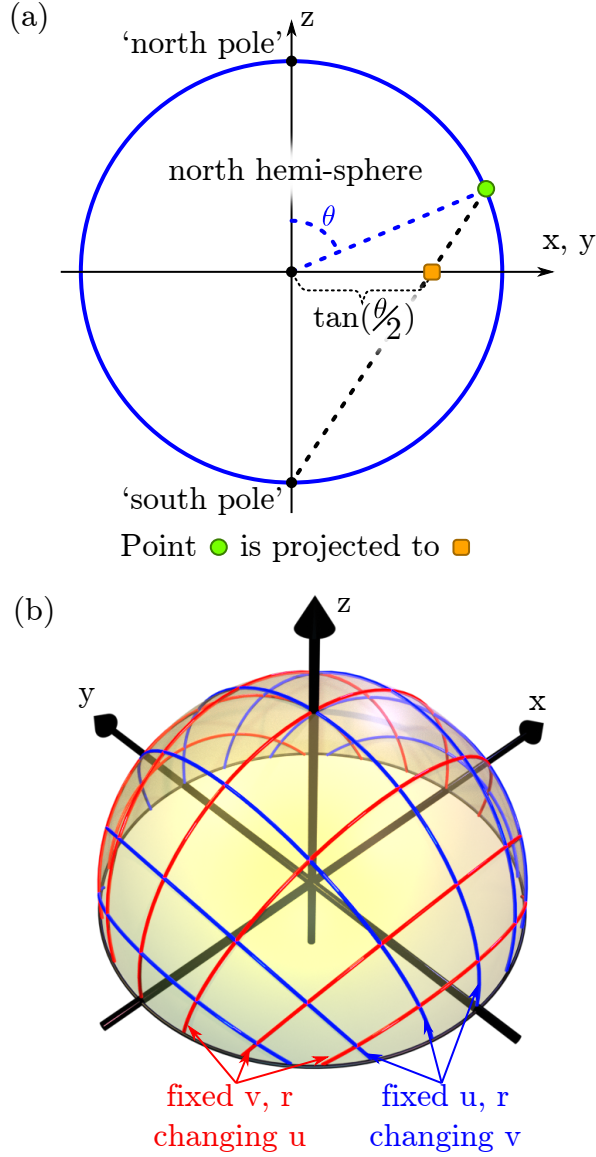 (a)
z
‘north pole’
north hemi-sphere
θ
x, y
tan(θ/2)
‘south pole’
Point is projected to
(b)
z
y
x
fixed v, r
changing u
fixed u, r
changing v